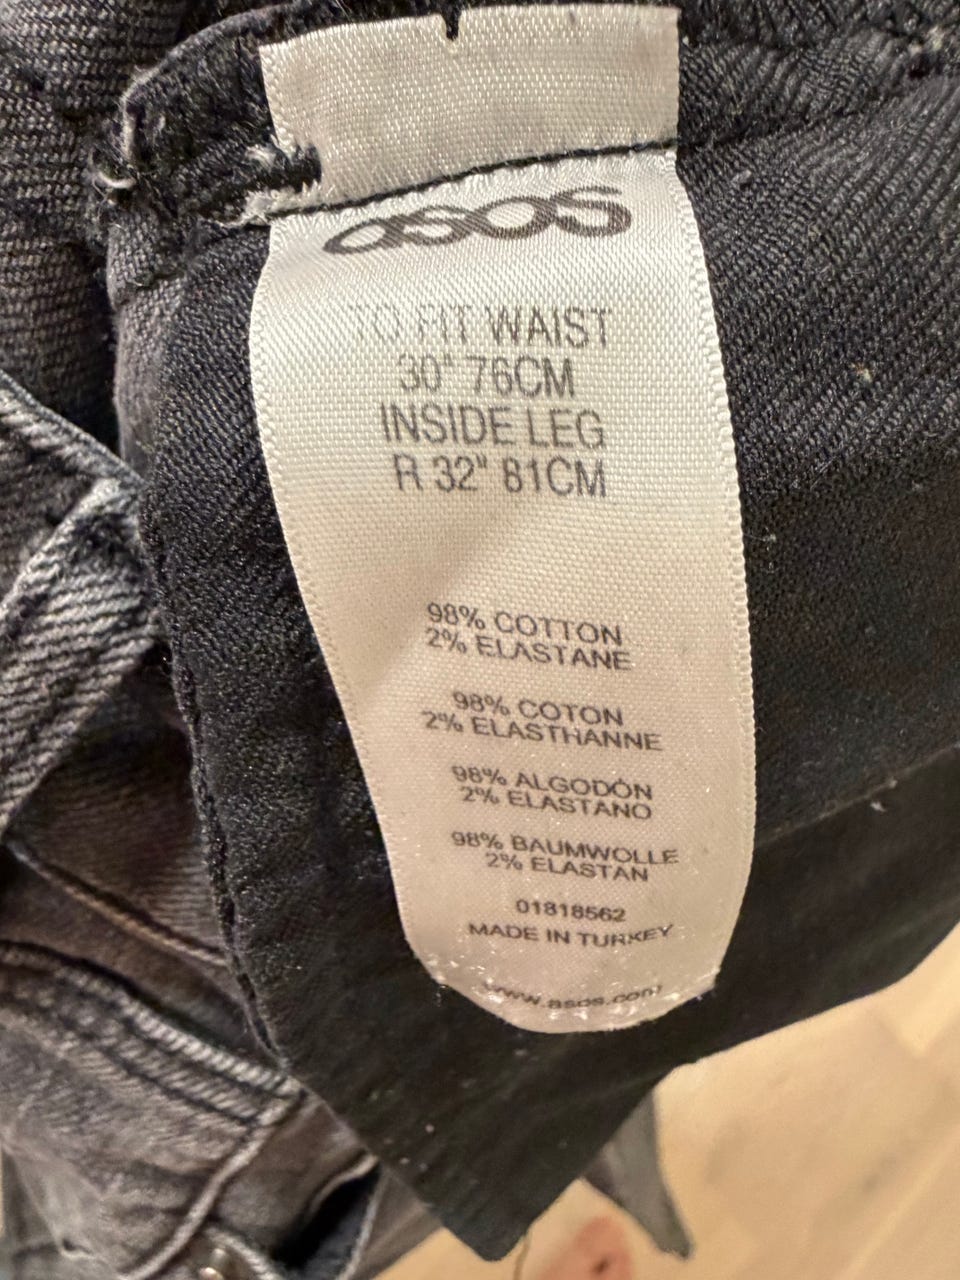 asos
TO FIT WAIST
30" 76CM
INSIDE LEG
R 32" 81CM
98% COTTON
2% ELASTANE
98% COTON
2% ELASTHANNE
98% ALGODÓN
2% ELASTANO
98% BAUMWOLLE
2% ELASTAN
01818562
MADE IN TURKEY
www.asos.com